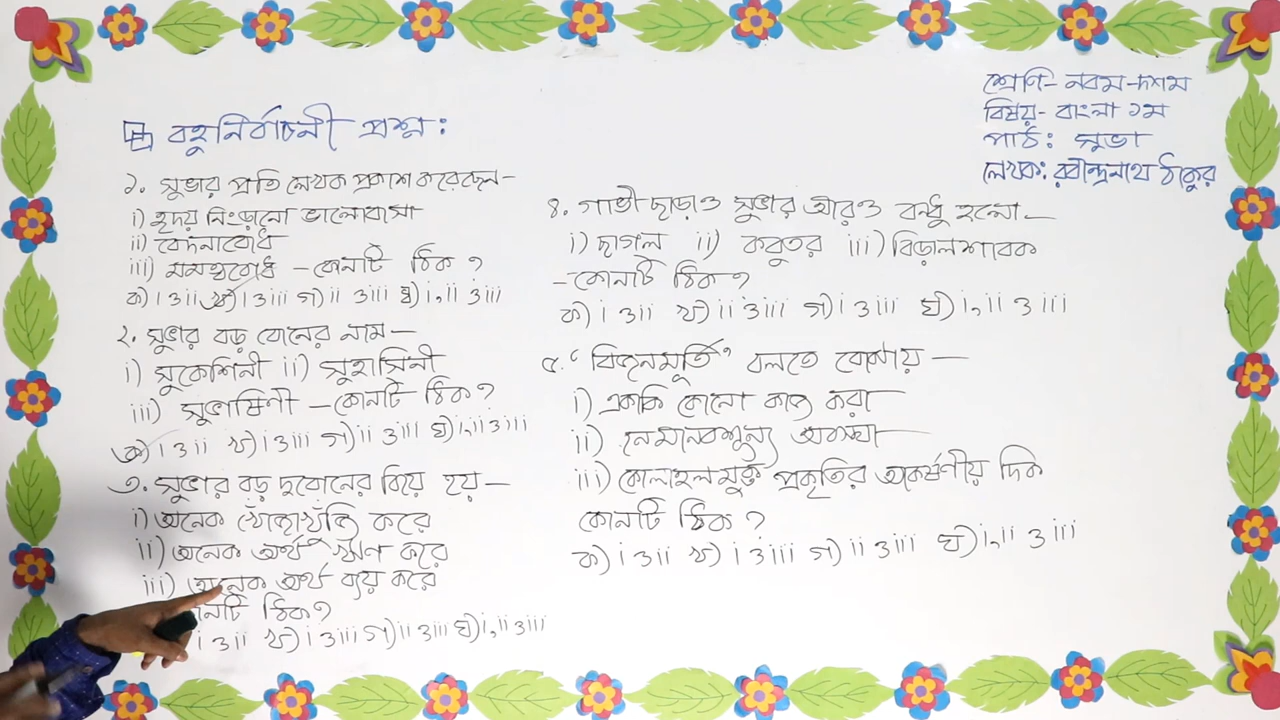 শ্রেণি- নবম-দশম
বিষয়- বাংলা ১ম
পাঠ: সুভা
লেখক: রবীন্দ্রনাথ ঠাকুর
বহুনির্বাচনী প্রশ্ন:
১. সুভার প্রতি লেখক প্রকাশ করেছেন-
i) হৃদয় নিংড়ানো ভালোবাসা
ii) বেদনাবোধ
iii) মমত্ববোধ - কোনটি ঠিক?
ক) i ও ii খ) i ও iii গ) ii ও iii ঘ) i, ii ও iii
২. সুভার বড় বোনের নাম-
i) সুকেশিনী ii) সুহাসিনী
iii) সুভাষিণী - কোনটি ঠিক?
ক) i ও ii খ) i ও iii গ) ii ও iii ঘ) i, ii ও iii
৩. সুভার বড় দুবোনের বিয়ে হয়-
i) অনেক খোঁজাখুঁজি করে
ii) অনেক অর্থ ঋণ করে
iii) অনেক অর্থ ব্যয় করে
নটি ঠিক?
i ও ii খ) i ও iii গ) ii ও iii ঘ) i, ii ও iii
৪. গাভী ছাড়াও সুভার আরও বন্ধু হলো-
i) ছাগল ii) কবুতর iii) বিড়ালশাবক
- কোনটি ঠিক?
ক) i ও ii খ) ii ও iii গ) i ও iii ঘ) i, ii ও iii
৫. 'বিজনমূর্তি' বলতে বোঝায় -
i) একাকি কোনো কাজ করা
ii) জনমানবশূন্য অবস্থা
iii) কোলাহলমুক্ত প্রকৃতির আকর্ষণীয় দিক
কোনটি ঠিক?
ক) i ও ii খ) i ও iii গ) ii ও iii ঘ) i, ii ও iii